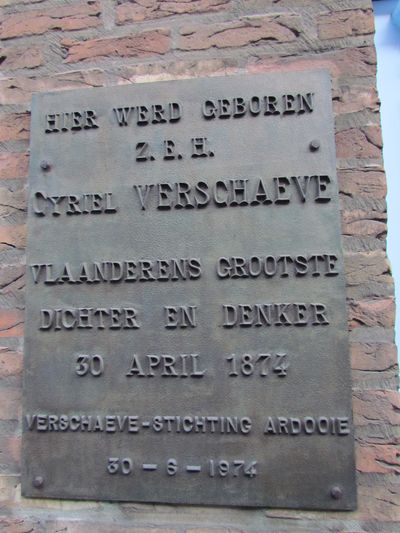 HIER WERD GEBOREN
Z. E. H.
CYRIEL VERSCHAEVE
VLAANDERENS GROOTSTE
DICHTER EN DENKER
30 APRIL 1874
VERSCHAEVE-STICHTING ARDOOIE
30 - 6 - 1974